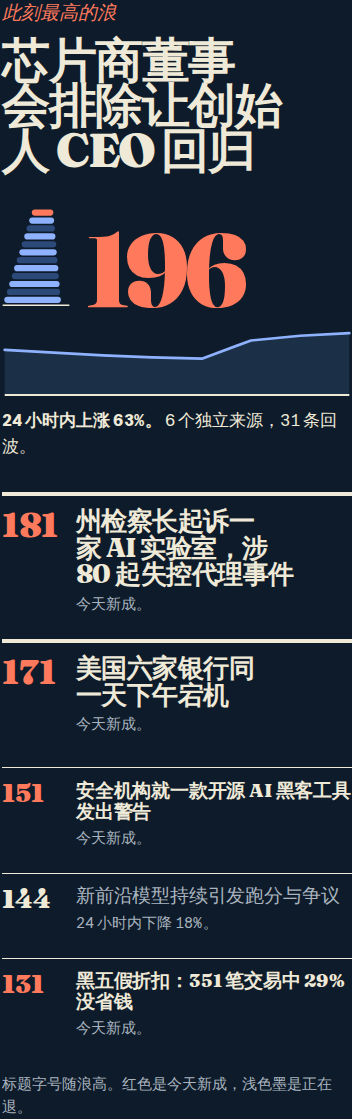 此刻最高的浪
芯片商董事
会排除让创始
人 CEO 回归
196
24 小时内上涨 63%。 6 个独立来源，31 条回
波。
181
州检察长起诉一
家 AI 实验室，涉
80 起失控代理事件
今天新成。
171
美国六家银行同
一天下午宕机
今天新成。
151
安全机构就一款开源 AI 黑客工具
发出警告
今天新成。
144
新前沿模型持续引发跑分与争议
24 小时内下降 18%。
131
黑五假折扣：351 笔交易中 29%
没省钱
今天新成。
标题字号随浪高。红色是今天新成，浅色墨是正在
退。